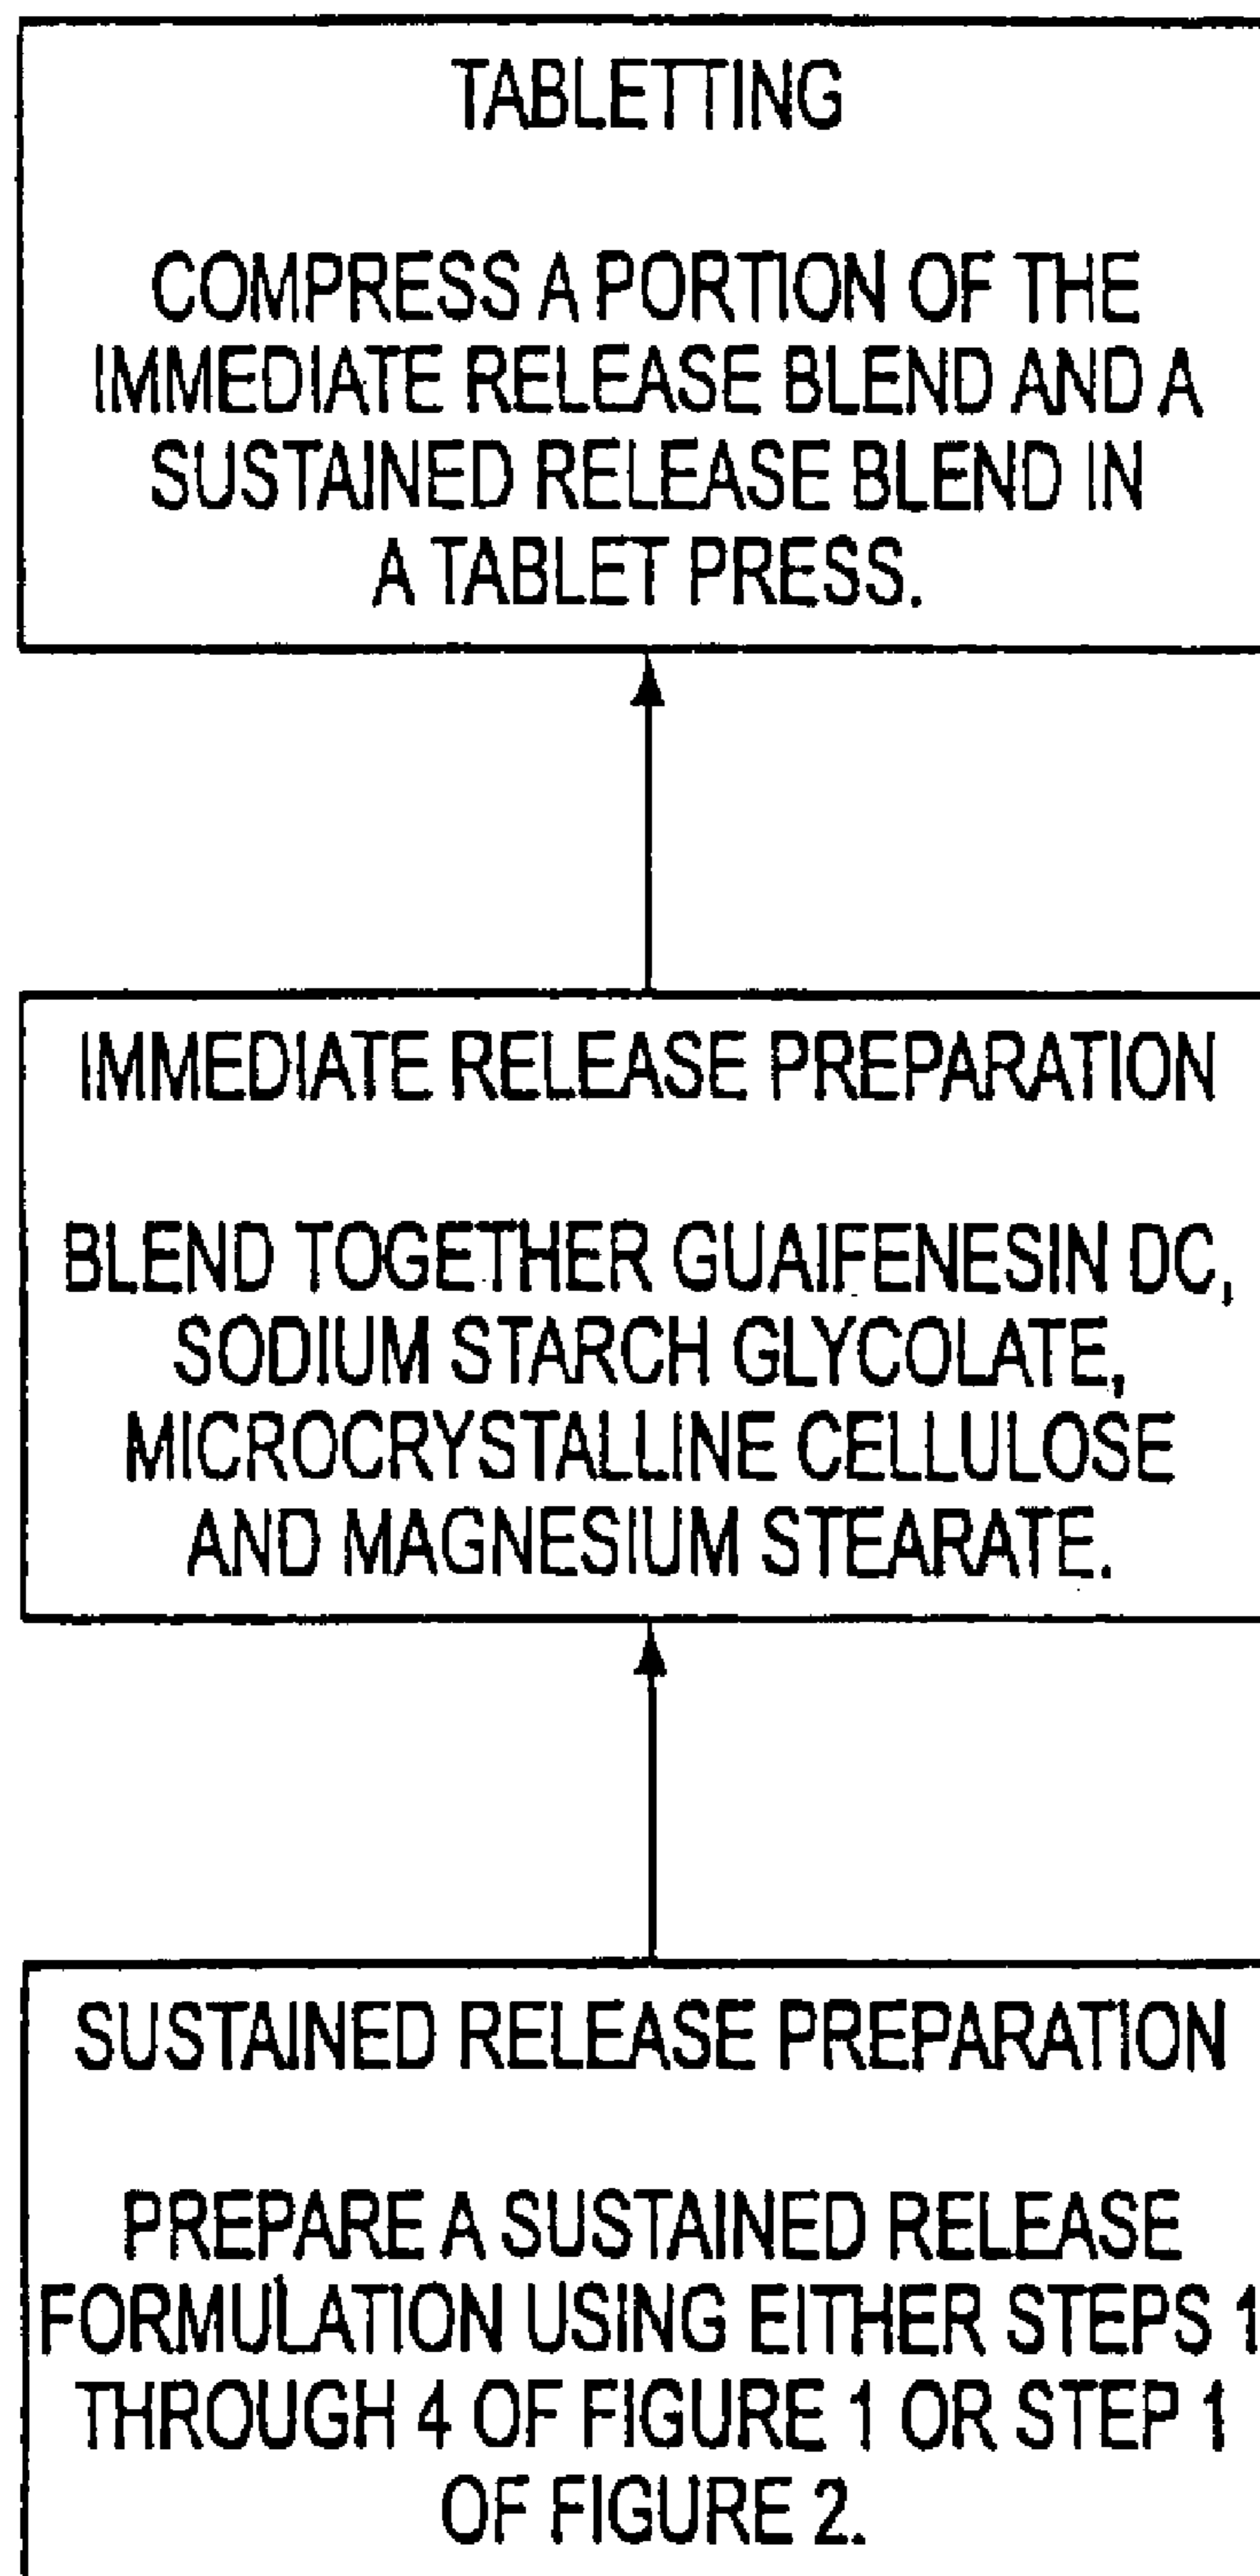 TABLETTING
COMPRESS A PORTION OF THE
IMMEDIATE RELEASE BLEND AND A
SUSTAINED RELEASE BLEND IN
A TABLET PRESS.
IMMEDIATE RELEASE PREPARATION
BLEND TOGETHER GUAIFENESIN DC,
SODIUM STARCH GLYCOLATE,
MICROCRYSTALLINE CELLULOSE
AND MAGNESIUM STEARATE.
SUSTAINED RELEASE PREPARATION
PREPARE A SUSTAINED RELEASE
FORMULATION USING EITHER STEPS 1
THROUGH 4 OF FIGURE 1 OR STEP 1
OF FIGURE 2.